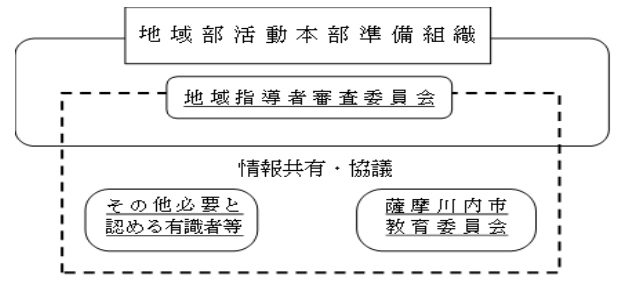 地域部活動本部準備組織
地域指導者審査委員会
情報共有・協議
その他必要と
認める有識者等
薩摩川内市
教育委員会